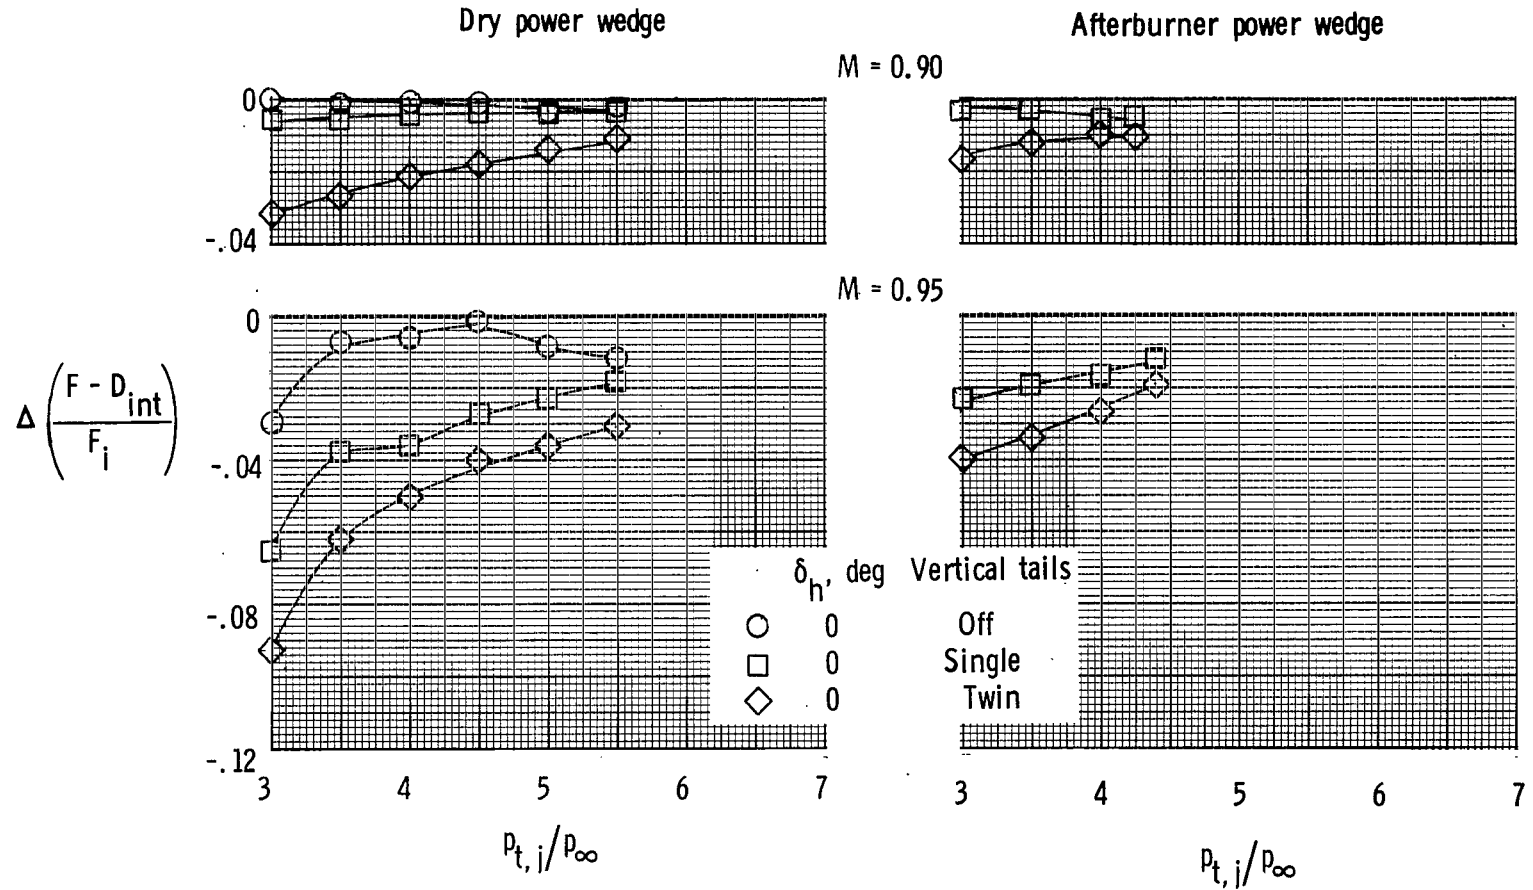 Dry power wedge
Afterburner power wedge
M = 0.90
0
-.04
M = 0.95
0
-.04
-.08
-.12
Δ (F - D_int / F_i)
δ_h, deg Vertical tails
0 Off
0 Single
0 Twin
3 4 5 6 7
3 4 5 6 7
p_t, j/p_∞
p_t, j/p_∞